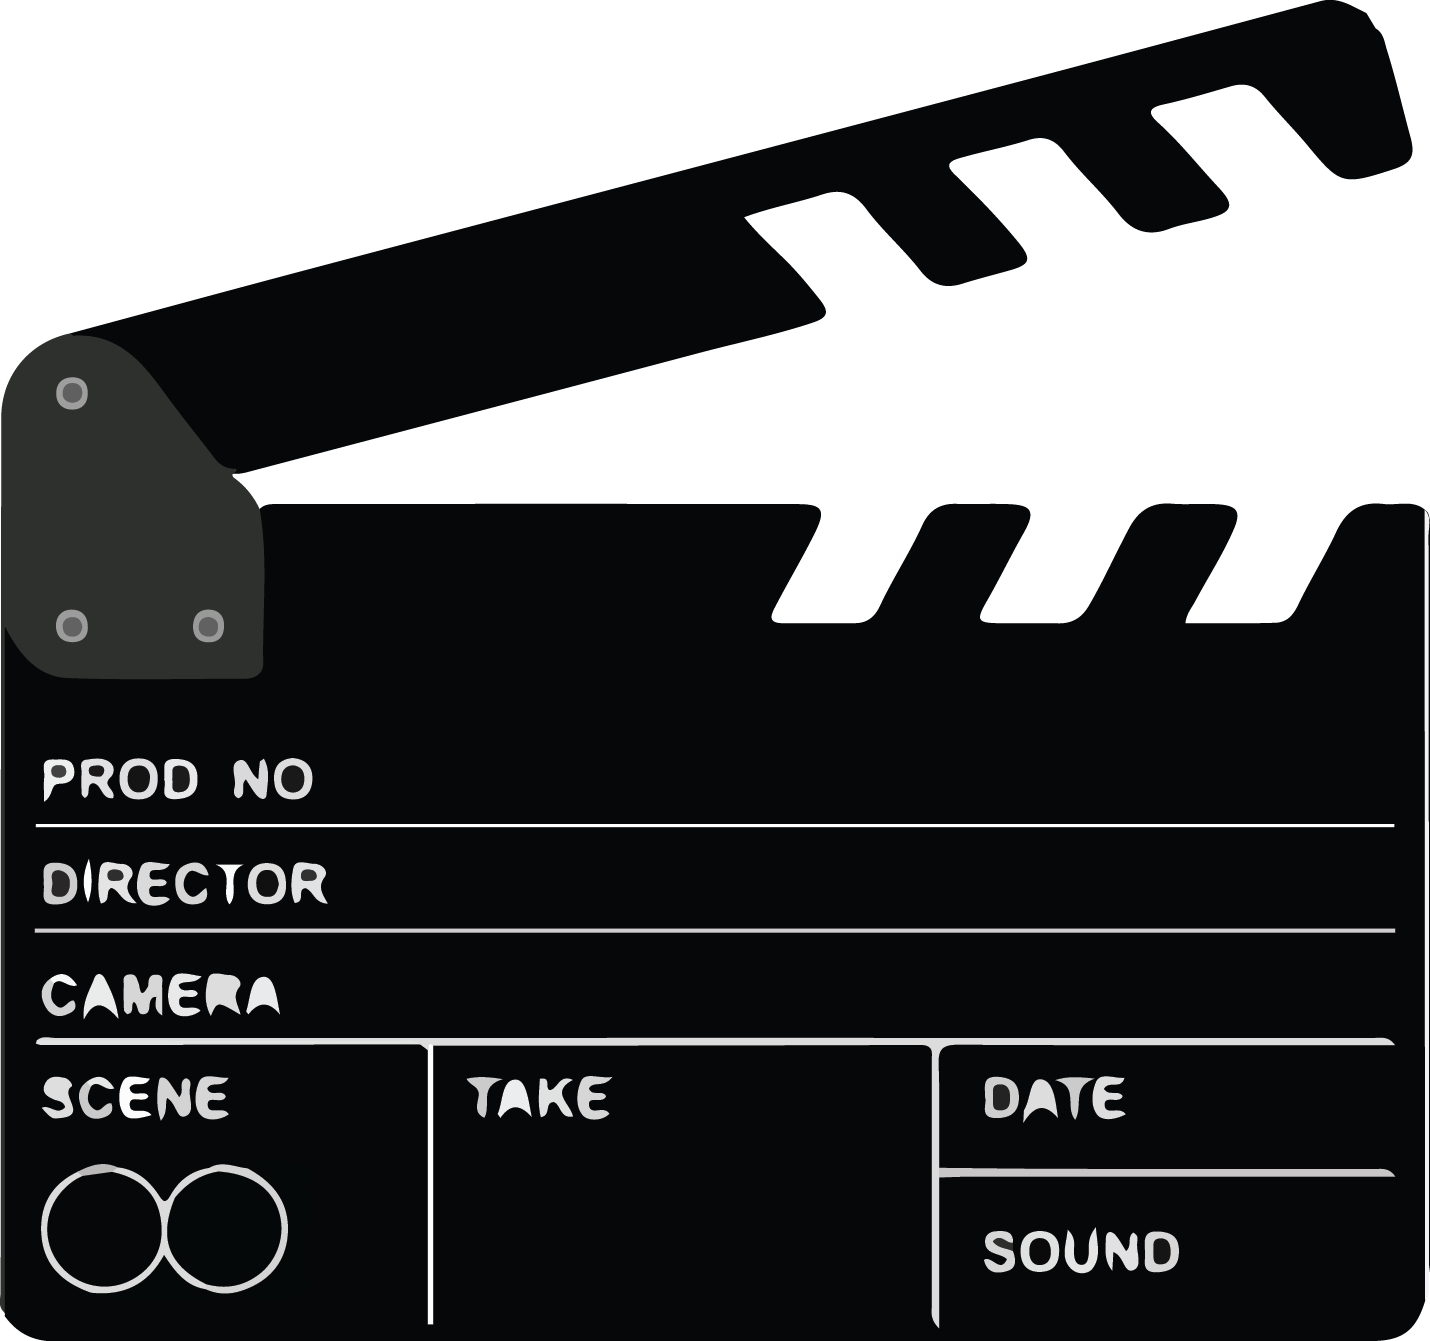 PROD NO
DIRECTOR
CAMERA
SCENE TAKE DATE
SOUND